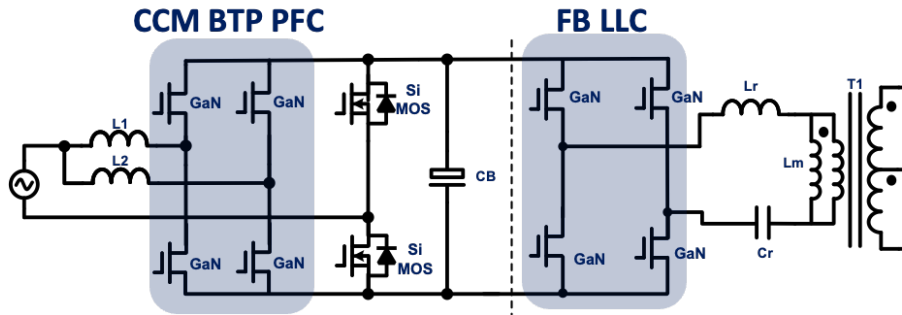 CCM BTP PFC
FB LLC
GaN
GaN
Si
MOS
L1
L2
CB
GaN
GaN
Si
MOS
GaN
GaN
Lr
T1
Lm
Cr
GaN
GaN